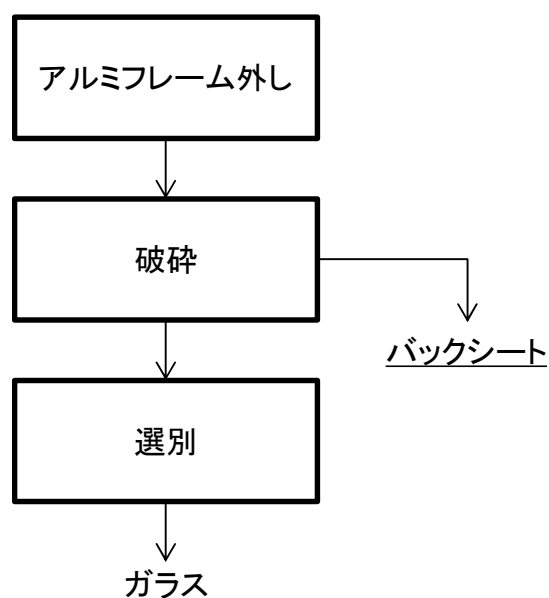 アルミフレーム外し
破砕
バックシート
選別
ガラス